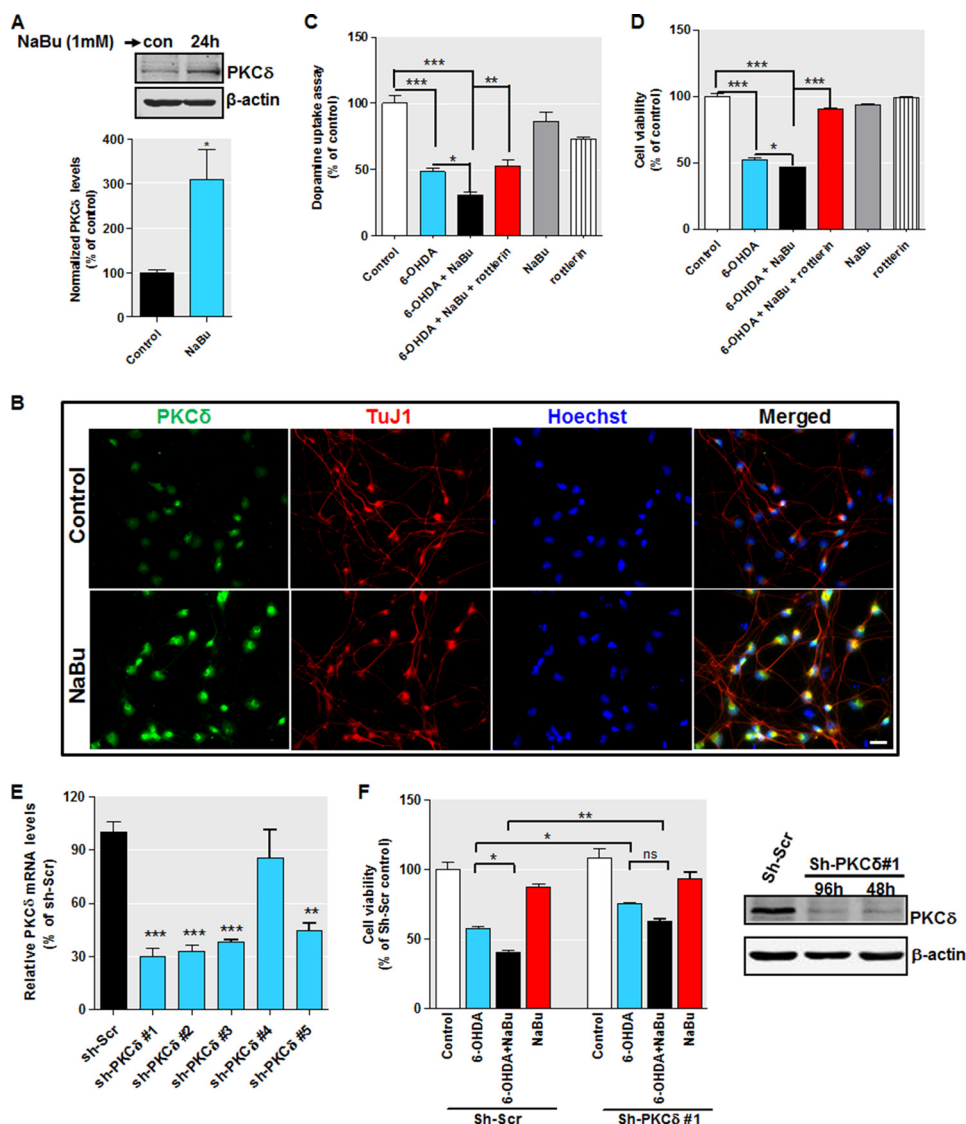 A
NaBu (1mM) → con 24h
PKCδ
β-actin
Normalized PKCδ levels
(% of control)
400
300
200
100
0
*
Control
NaBu
C
Dopamine uptake assay
(% of control)
150
100
50
0
***
**
***
*
Control
6-OHDA
6-OHDA + NaBu
6-OHDA + NaBu + rottlerin
NaBu
rottlerin
D
Cell viability
(% of control)
150
100
50
0
***
***
***
*
Control
6-OHDA
6-OHDA + NaBu
6-OHDA + NaBu + rottlerin
NaBu
rottlerin
B
PKCδ TuJ1 Hoechst Merged
Control
NaBu
E
Relative PKCδ mRNA levels
(% of sh-Scr)
120
90
60
30
0
***
***
***
**
sh-Scr
sh-PKCδ #1
sh-PKCδ #2
sh-PKCδ #3
sh-PKCδ #4
sh-PKCδ #5
F
Cell viability
(% of Sh-Scr control)
150
100
50
0
**
*
*
ns
Control
6-OHDA
6-OHDA+NaBu
NaBu
Control
6-OHDA
6-OHDA+NaBu
NaBu
Sh-Scr
Sh-PKCδ #1
Sh-Scr
Sh-PKCδ#1
96h 48h
PKCδ
β-actin